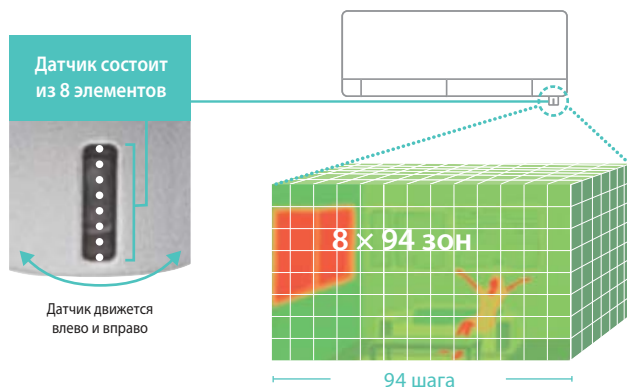 Датчик состоит
из 8 элементов
8 × 94 зон
Датчик движется
влево и вправо
94 шага